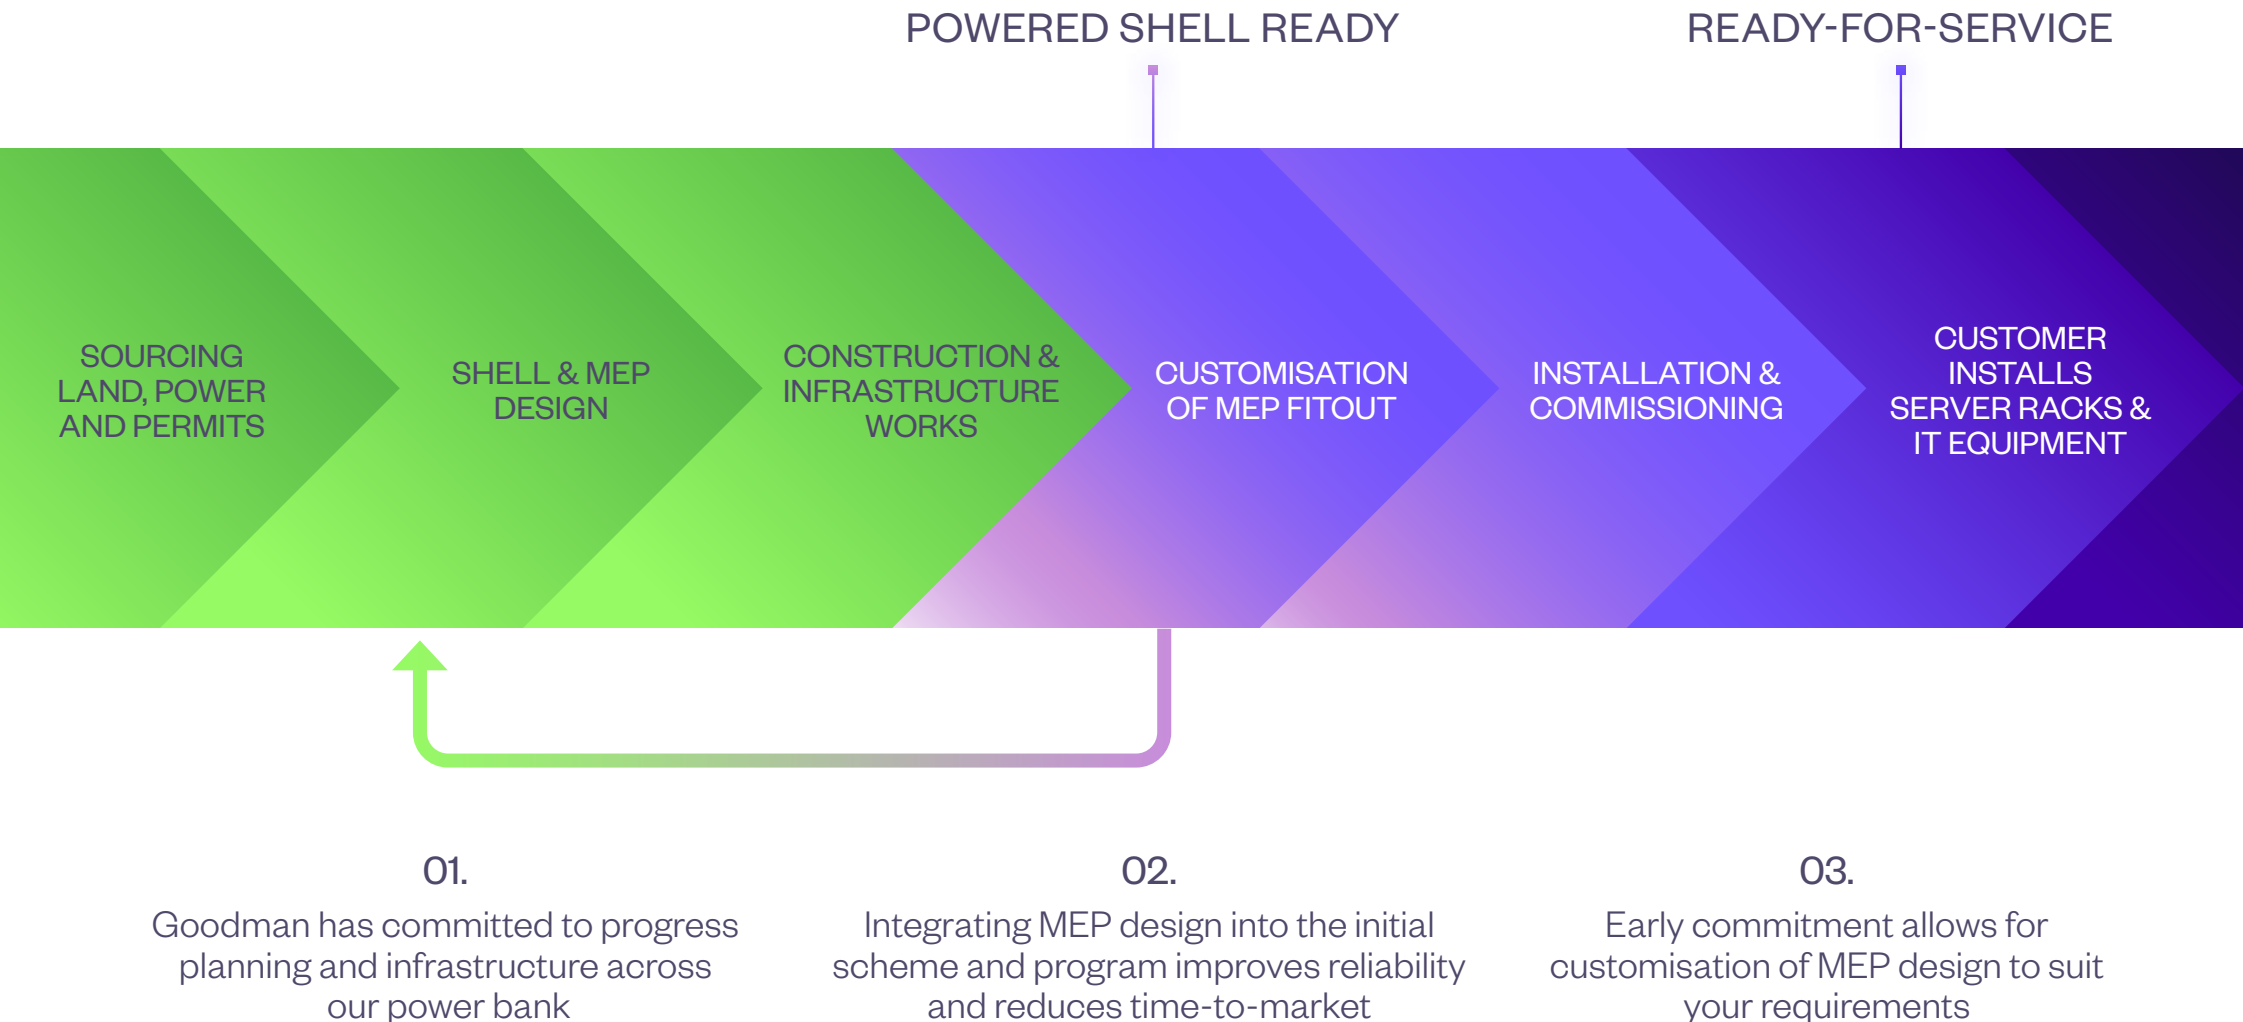 POWERED SHELL READY
READY-FOR-SERVICE
SOURCING
LAND, POWER
AND PERMITS
SHELL & MEP
DESIGN
CONSTRUCTION &
INFRASTRUCTURE
WORKS
CUSTOMISATION
OF MEP FITOUT
INSTALLATION &
COMMISSIONING
CUSTOMER
INSTALLS
SERVER RACKS &
IT EQUIPMENT
01.
Goodman has committed to progress
planning and infrastructure across
our power bank
02.
Integrating MEP design into the initial
scheme and program improves reliability
and reduces time-to-market
03.
Early commitment allows for
customisation of MEP design to suit
your requirements